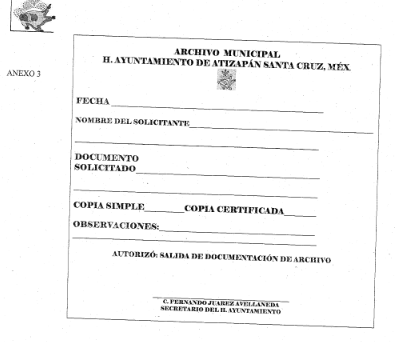 ANEXO 3
ARCHIVO MUNICIPAL
H. AYUNTAMIENTO DE ATIZAPÁN SANTA CRUZ, MÉX.
FECHA
NOMBRE DEL SOLICITANTE
DOCUMENTO
SOLICITADO
COPIA SIMPLE COPIA CERTIFICADA
OBSERVACIONES:
AUTORIZÓ: SALIDA DE DOCUMENTACIÓN DE ARCHIVO
C. FERNANDO JUAREZ AVELLANEDA
SECRETARIO DEL H. AYUNTAMIENTO